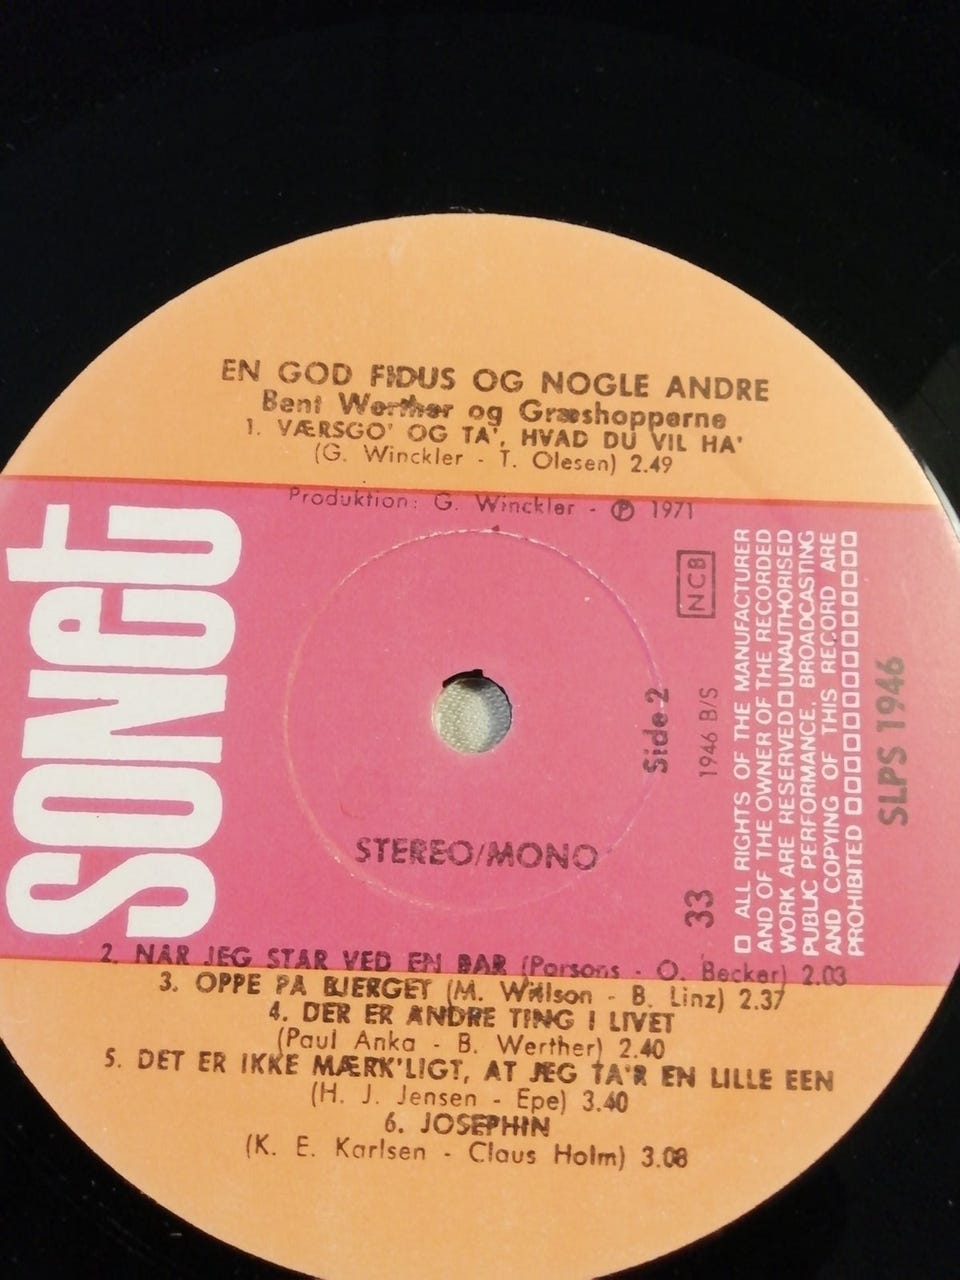 EN GOD FIDUS OG NOGLE ANDRE
Bent Werther og Græshopperne
1. VÆRSGO' OG TA', HVAD DU VIL HA'
(G. Winckler - T. Olesen) 2.49
Produktion: G. Winckler - Ⓟ 1971
SONET
NCB
Side 2
1946 B/S
33
□ ALL RIGHTS OF THE MANUFACTURER
AND OF THE OWNER OF THE RECORDED
WORK ARE RESERVED □ UNAUTHORISED
PUBLIC PERFORMANCE, BROADCASTING
AND COPYING OF THIS RECORD ARE
PROHIBITED
SLPS 1946
STEREO/MONO
2. NAR JEG STAR VED EN BAR (Parsons - O. Becker) 2.03
3. OPPE PA BJERGET (M. Willson - B. Linz) 2.37
4. DER ER ANDRE TING I LIVET
(Paul Anka - B. Werther) 2.40
5. DET ER IKKE MÆRK'LIGT, AT JEG TA'R EN LILLE EEN
(H. J. Jensen - Epe) 3.40
6. JOSEPHIN
(K. E. Karlsen - Claus Holm) 3.08